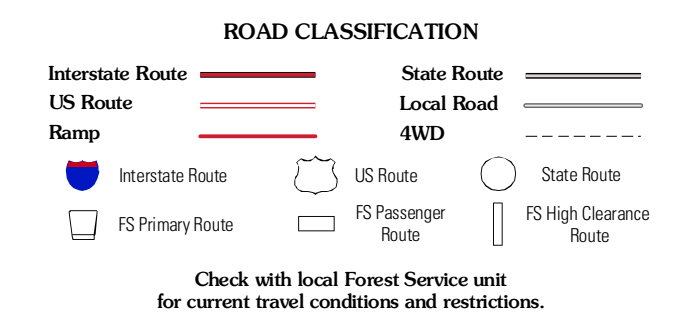 ROAD CLASSIFICATION
Interstate Route
State Route
US Route
Local Road
Ramp
4WD
Interstate Route
US Route
State Route
FS Primary Route
FS Passenger
Route
FS High Clearance
Route
Check with local Forest Service unit
for current travel conditions and restrictions.